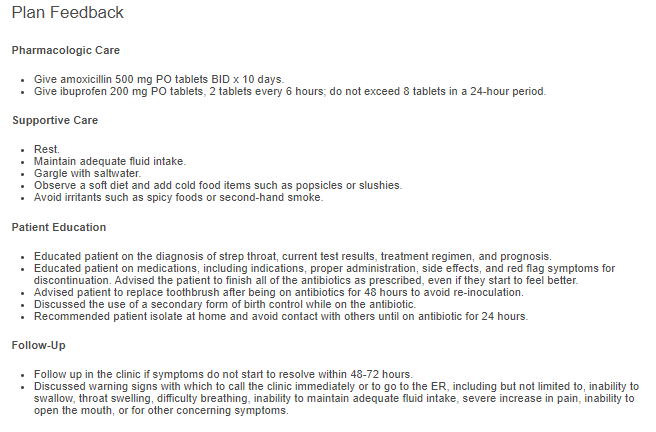 Plan Feedback
Pharmacologic Care
• Give amoxicillin 500 mg PO tablets BID x 10 days.
• Give ibuprofen 200 mg PO tablets, 2 tablets every 6 hours; do not exceed 8 tablets in a 24-hour period.
Supportive Care
• Rest.
• Maintain adequate fluid intake.
• Gargle with saltwater.
• Observe a soft diet and add cold food items such as popsicles or slushies.
• Avoid irritants such as spicy foods or second-hand smoke.
Patient Education
• Educated patient on the diagnosis of strep throat, current test results, treatment regimen, and prognosis.
• Educated patient on medications, including indications, proper administration, side effects, and red flag symptoms for
discontinuation. Advised the patient to finish all of the antibiotics as prescribed, even if they start to feel better.
• Advised patient to replace toothbrush after being on antibiotics for 48 hours to avoid re-inoculation.
• Discussed the use of a secondary form of birth control while on the antibiotic.
• Recommended patient isolate at home and avoid contact with others until on antibiotic for 24 hours.
Follow-Up
• Follow up in the clinic if symptoms do not start to resolve within 48-72 hours.
• Discussed warning signs with which to call the clinic immediately or to go to the ER, including but not limited to, inability to
swallow, throat swelling, difficulty breathing, inability to maintain adequate fluid intake, severe increase in pain, inability to
open the mouth, or for other concerning symptoms.